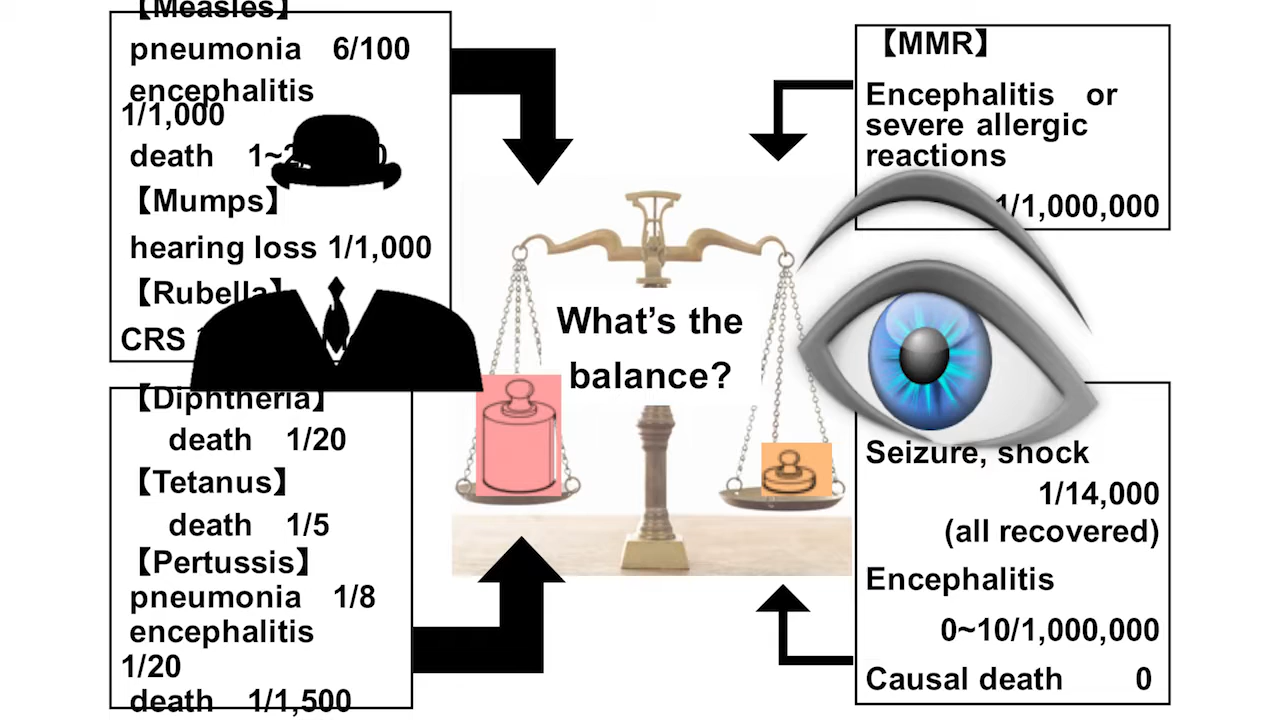 【Measles】
pneumonia 6/100
encephalitis
1/1,000
death
【Mumps】
hearing loss 1/1,000
【Rubella】
CRS
【Diphtheria】
death 1/20
【Tetanus】
death 1/5
【Pertussis】
pneumonia 1/8
encephalitis
1/20
death 1/1,500
What's the
balance?
【MMR】
Encephalitis or
severe allergic
reactions
1/1,000,000
Seizure, shock
1/14,000
(all recovered)
Encephalitis
0~10/1,000,000
Causal death 0